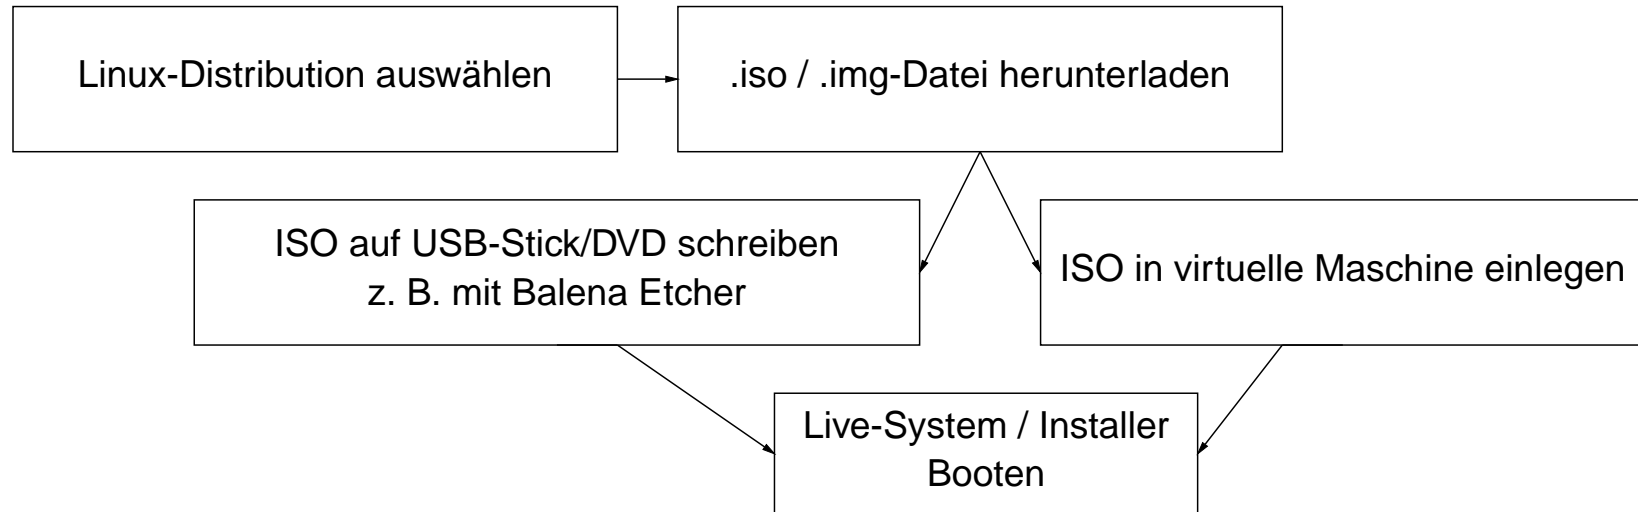 Linux-Distribution auswählen
.iso / .img-Datei herunterladen
ISO auf USB-Stick/DVD schreiben
z. B. mit Balena Etcher
ISO in virtuelle Maschine einlegen
Live-System / Installer
Booten